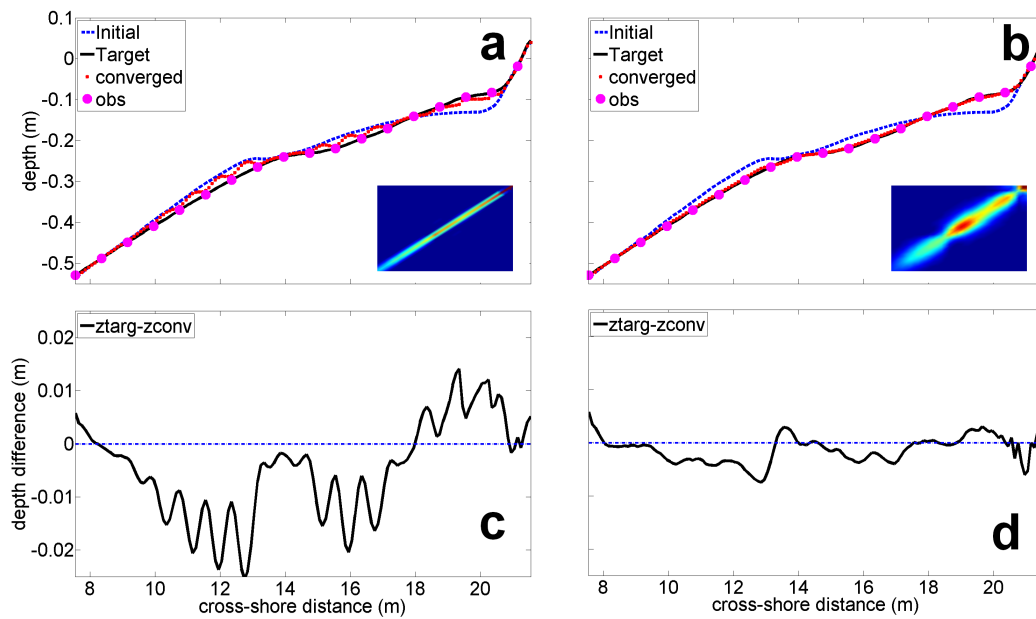 a
Initial
Target
converged
obs
0.1
0
-0.1
-0.2
-0.3
-0.4
-0.5
depth (m)
b
Initial
Target
converged
obs
ztarg-zconv
0.02
0.01
0
-0.01
-0.02
depth difference (m)
c
8 10 12 14 16 18 20
cross-shore distance (m)
ztarg-zconv
d
8 10 12 14 16 18 20
cross-shore distance (m)